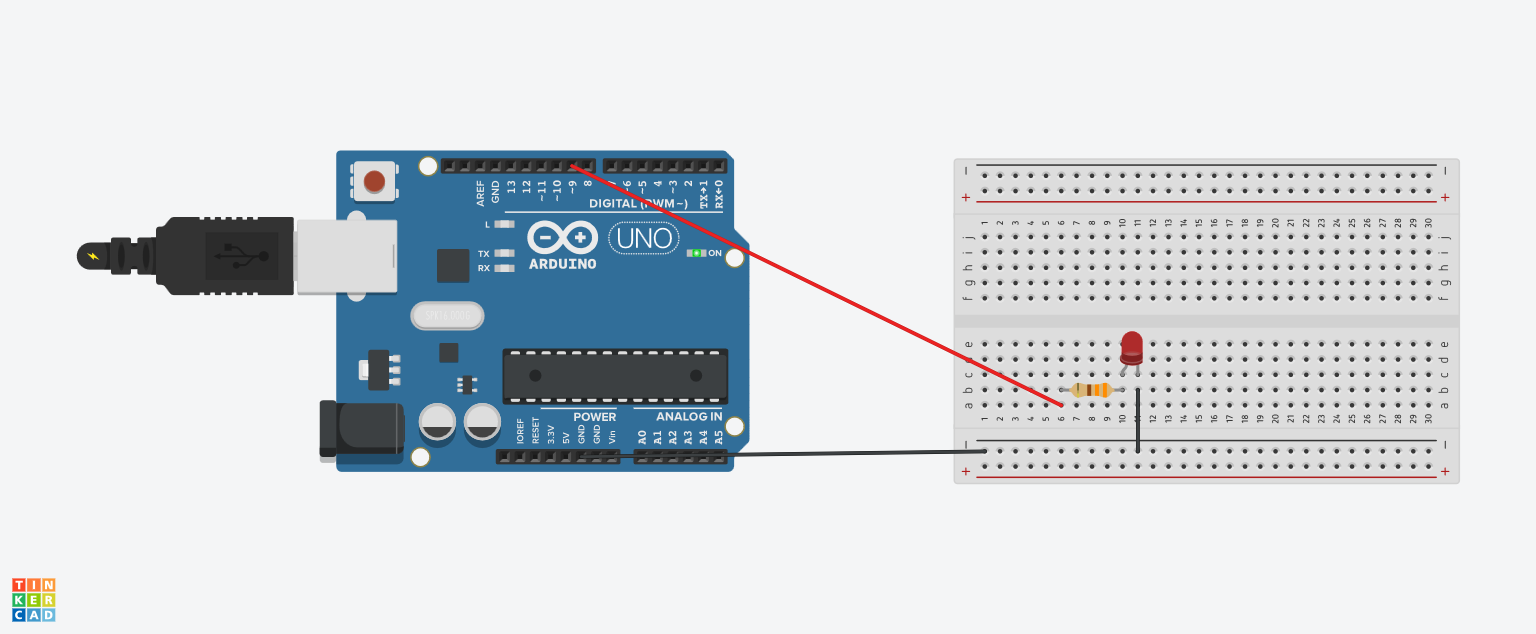 AREF GND 13 12 ~11 ~10 ~9 8 ~6 ~5 4 ~3 2 TX→1 RX←0
DIGITAL (PWM~)
L
TX
RX
UNO
ON
ARDUINO
POWER ANALOG IN
IOREF RESET 3.3V 5V GND GND Vin A0 A1 A2 A3 A4 A5
− −
+ +
1 2 3 4 5 6 7 8 9 10 11 12 13 14 15 16 17 18 19 20 21 22 23 24 25 26 27 28 29 30
j j
i i
h h
g g
f f
e e
d
c c
b b
a a
1 2 3 4 5 6 7 8 9 10 11 12 13 14 15 16 17 18 19 20 21 22 23 24 25 26 27 28 29 30
− −
+ +
TIN
KER
CAD